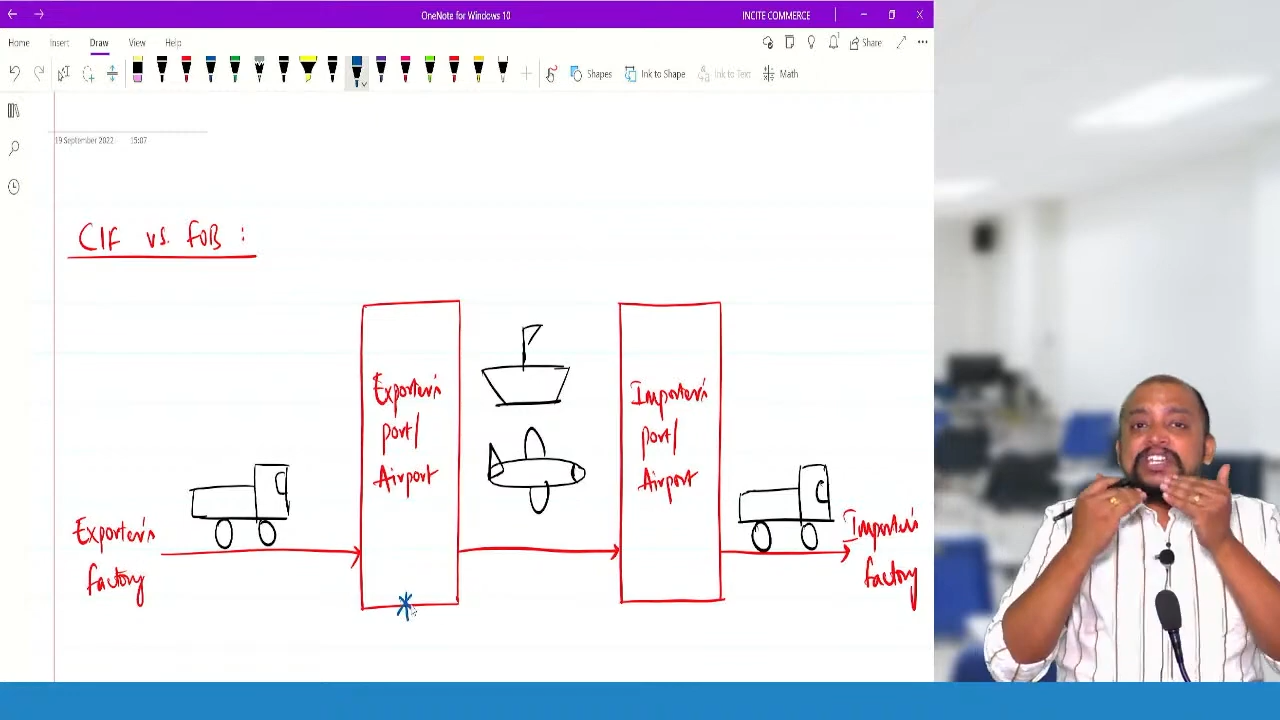 OneNote for Windows 10
INCITE COMMERCE
Home Insert Draw View Help
Share
Shapes Ink to Shape Ink to Text Math
19 September 2022 15:07
CIF vs. FOB :
Exporter's
port/
Airport
Importer's
port/
Airport
Exporter's
factory
Importer's
factory